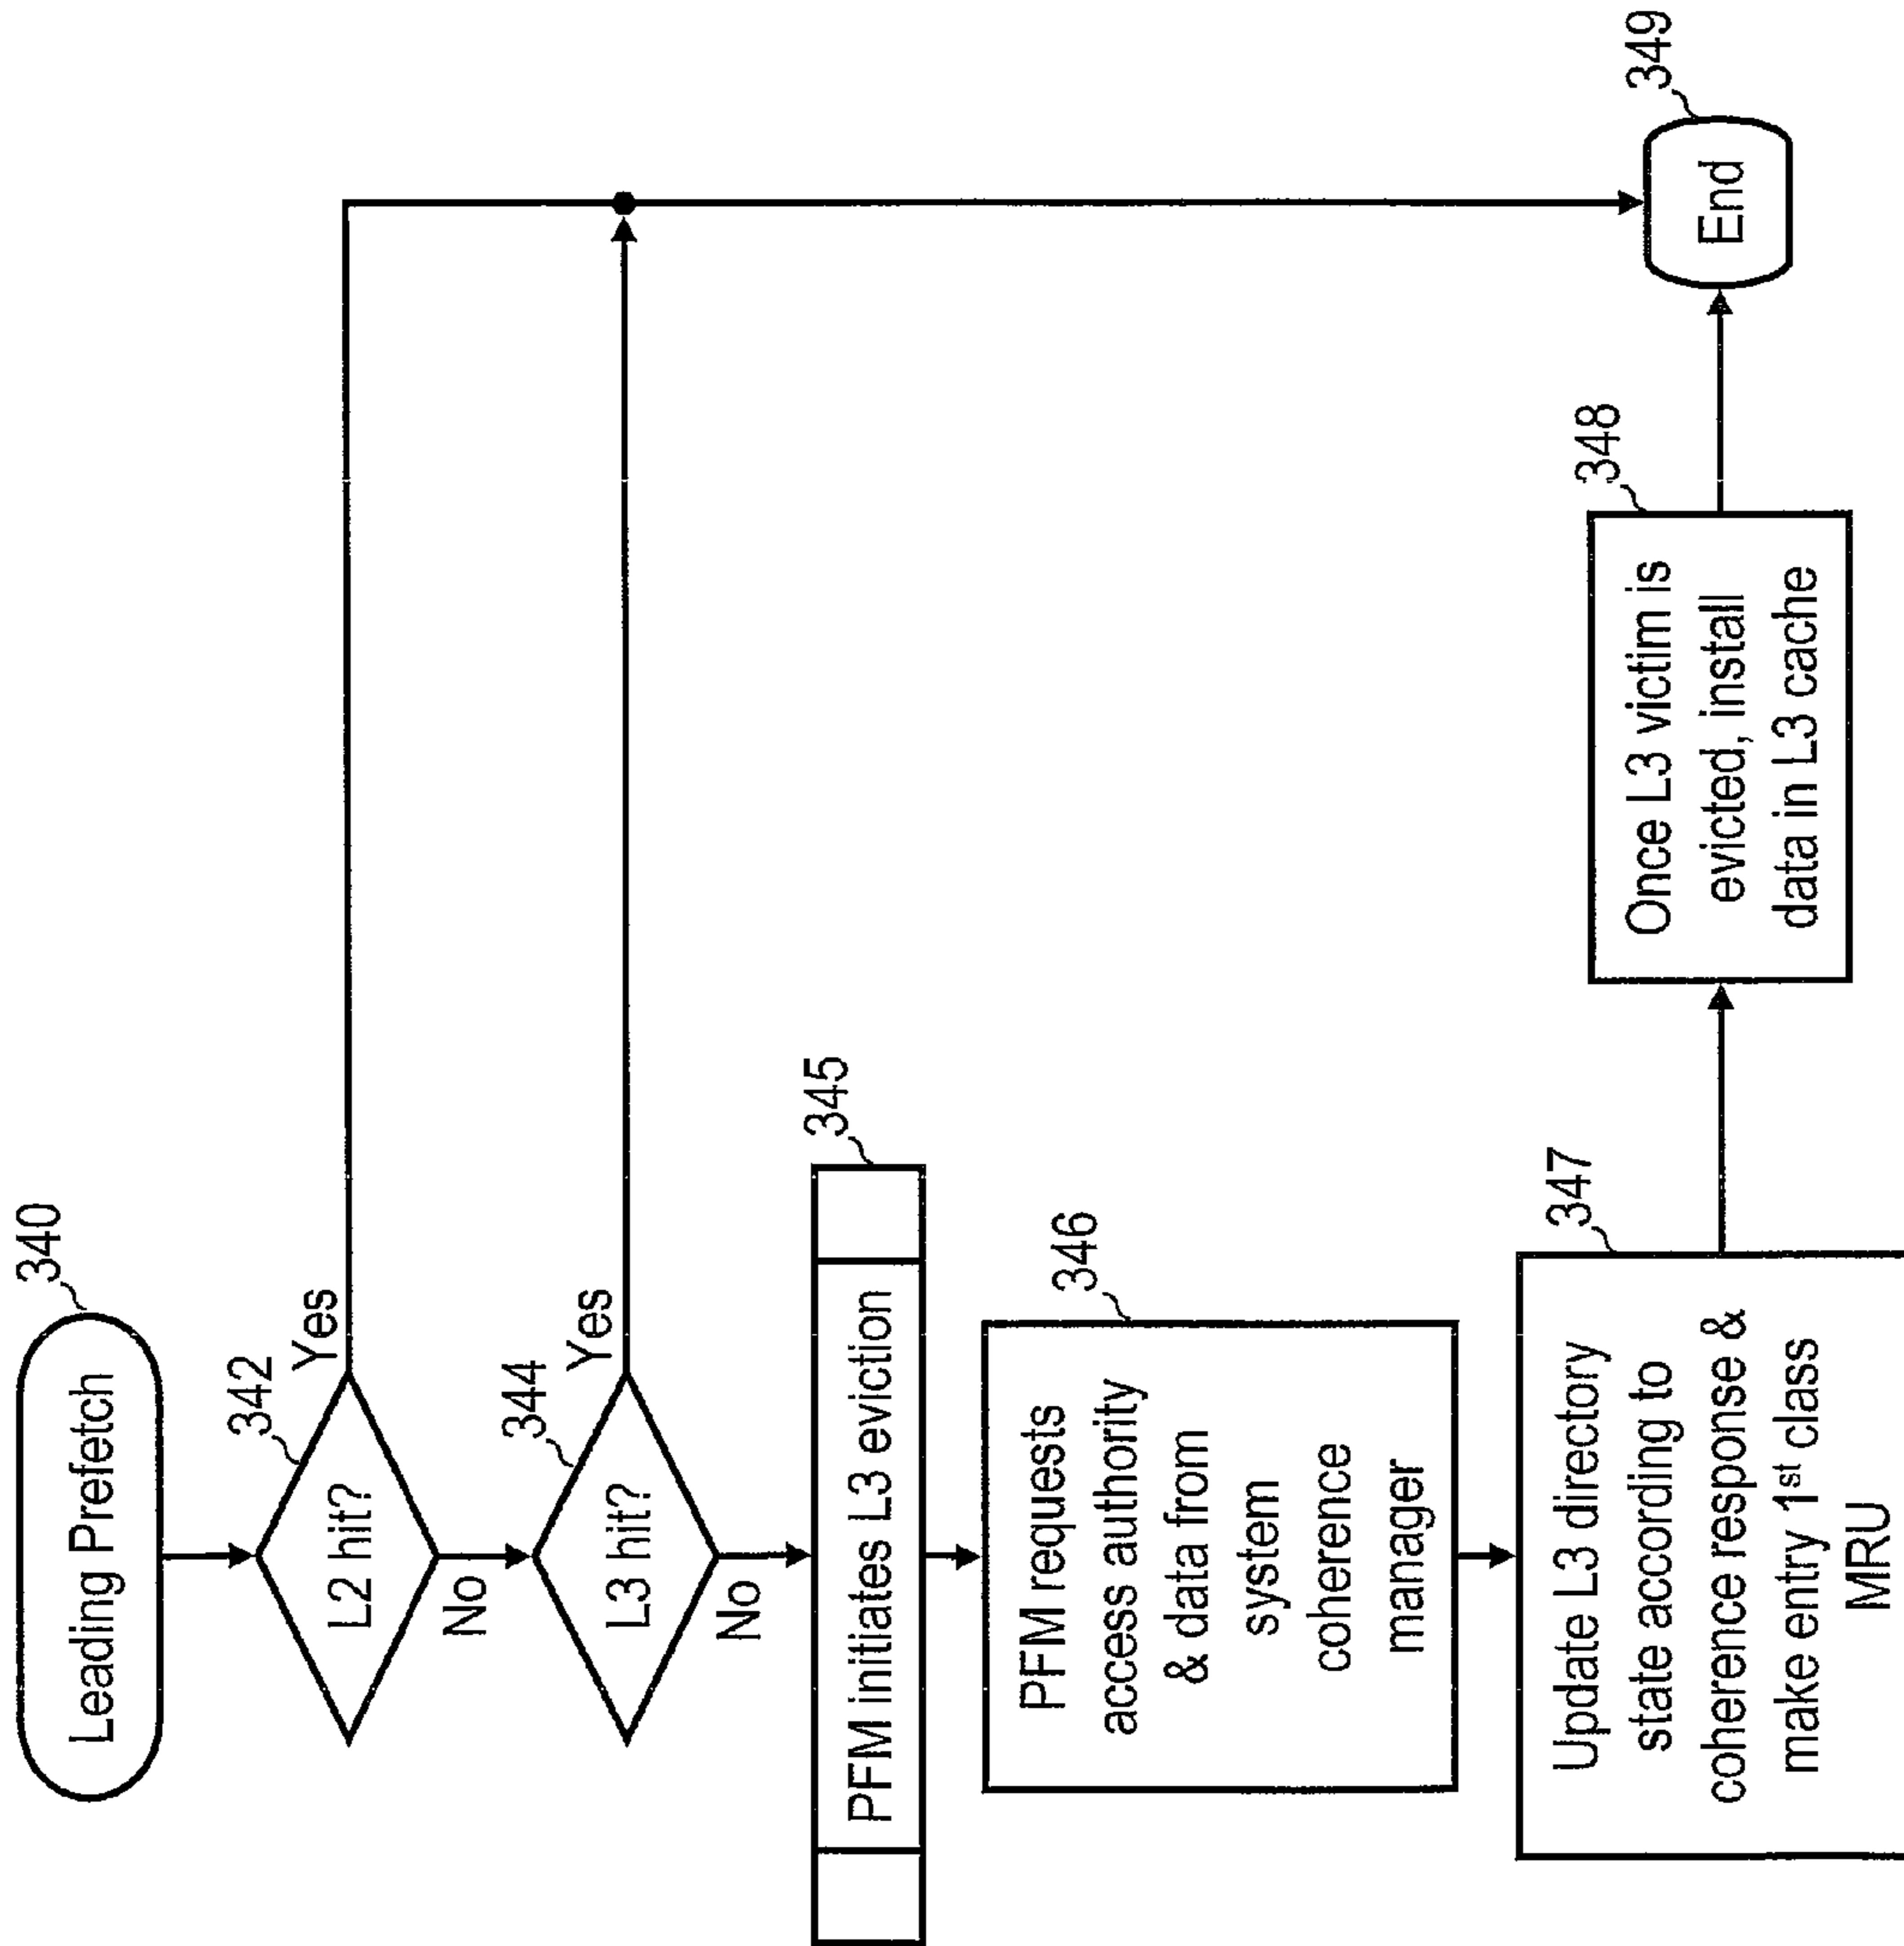 340
Leading Prefetch
342
L2 hit?
Yes
No
344
L3 hit?
Yes
No
345
PFM initiates L3 eviction
346
PFM requests
access authority
& data from
system
coherence
manager
347
Update L3 directory
state according to
coherence response &
make entry 1st class
MRU
348
Once L3 victim is
evicted, install
data in L3 cache
349
End